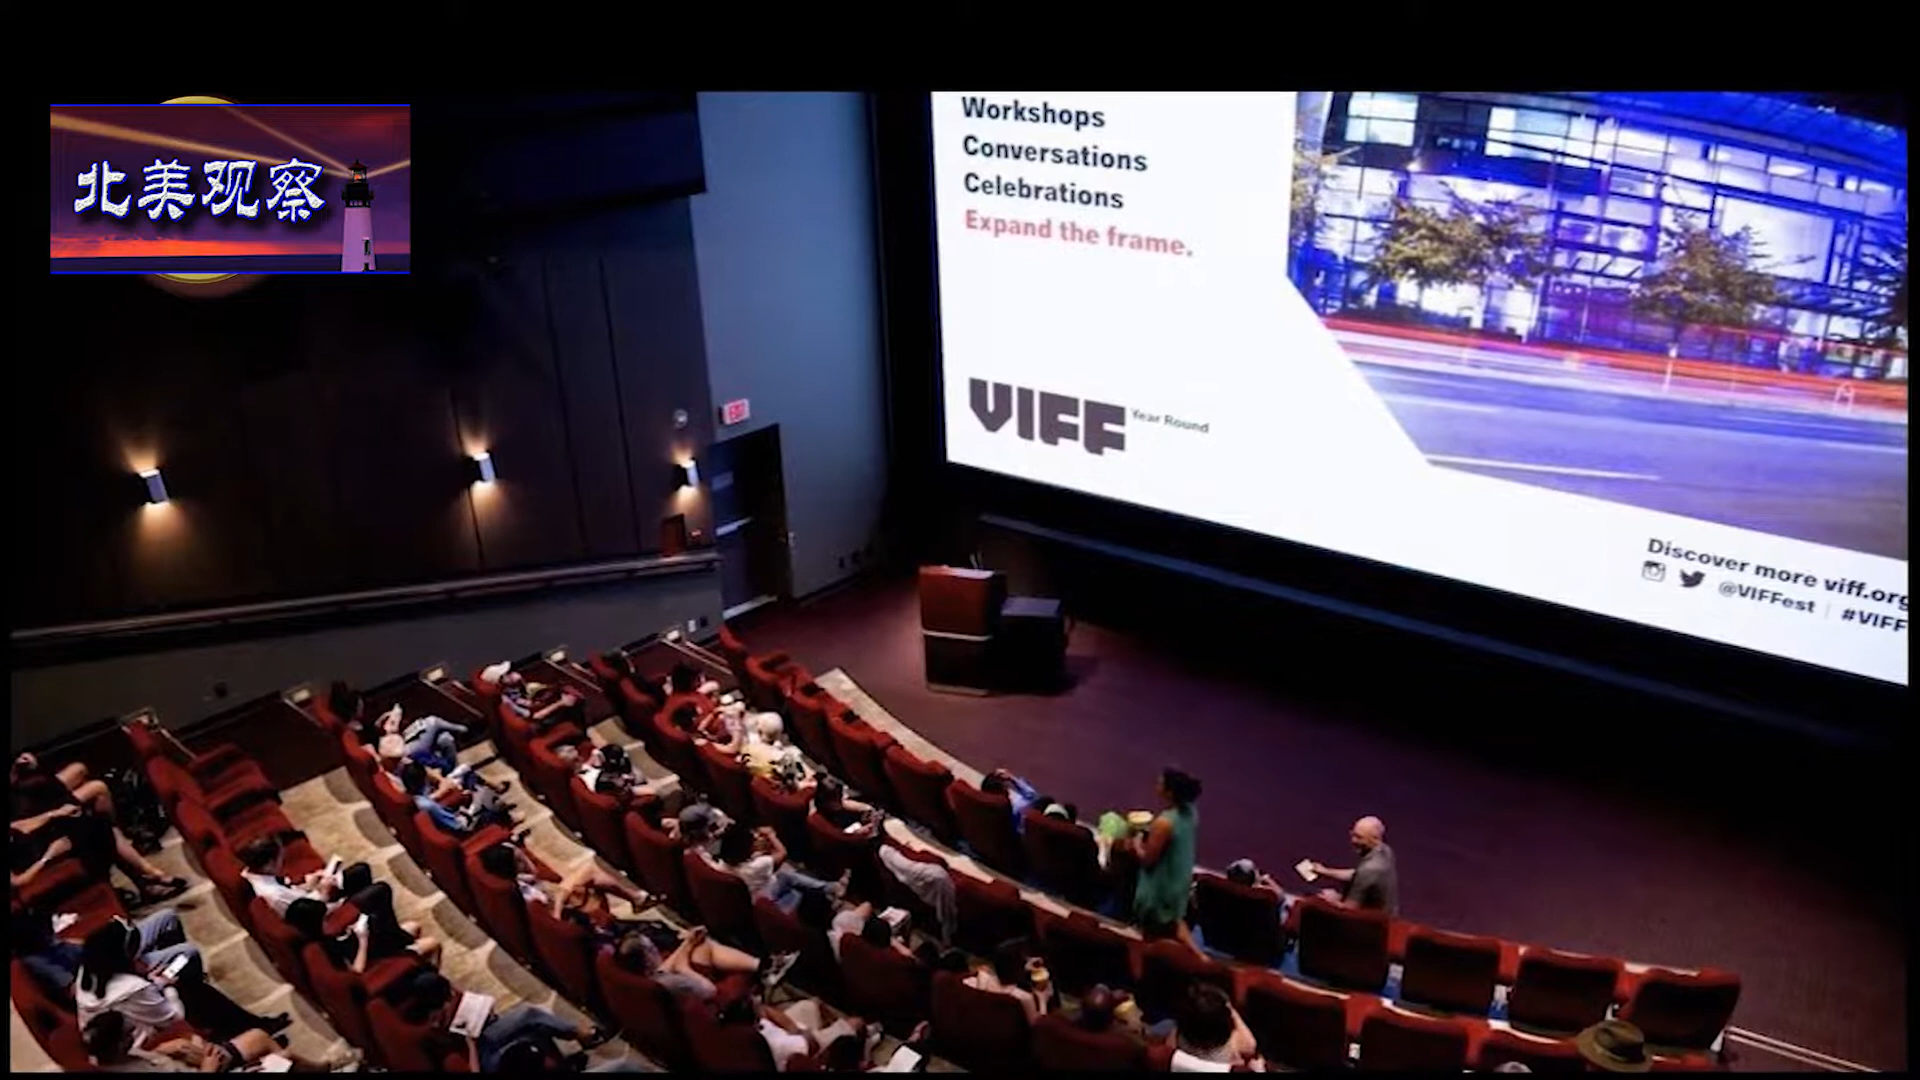 北美观察
Workshops
Conversations
Celebrations
Expand the frame.
EXIT
VIFF Year Round
Discover more viff.org
@VIFFest | #VIFF